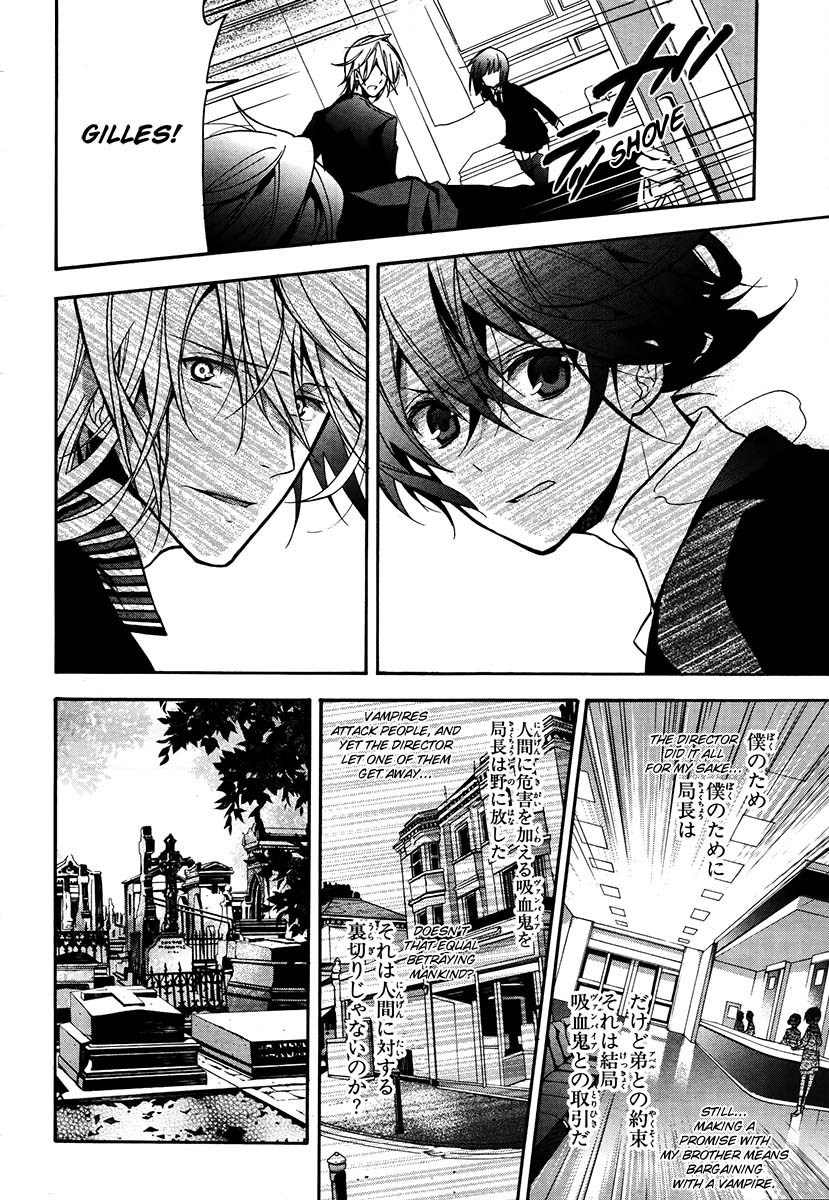 グイッ
SHOVE
GILLES!
僕のため
僕のために
局長は
THE DIRECTOR
DID IT ALL
FOR MY SAKE...
だけど弟との約束
それは結局
吸血鬼との取引だ
STILL...
MAKING A
PROMISE WITH
MY BROTHER MEANS
BARGAINING
WITH A VAMPIRE.
人間に危害を加える吸血鬼を
局長は野に放した
VAMPIRES
ATTACK PEOPLE, AND
YET THE DIRECTOR
LET ONE OF THEM
GET AWAY...
DOESN'T
THAT EQUAL
BETRAYING
MANKIND?
それは人間に対する
裏切りじゃないのか?